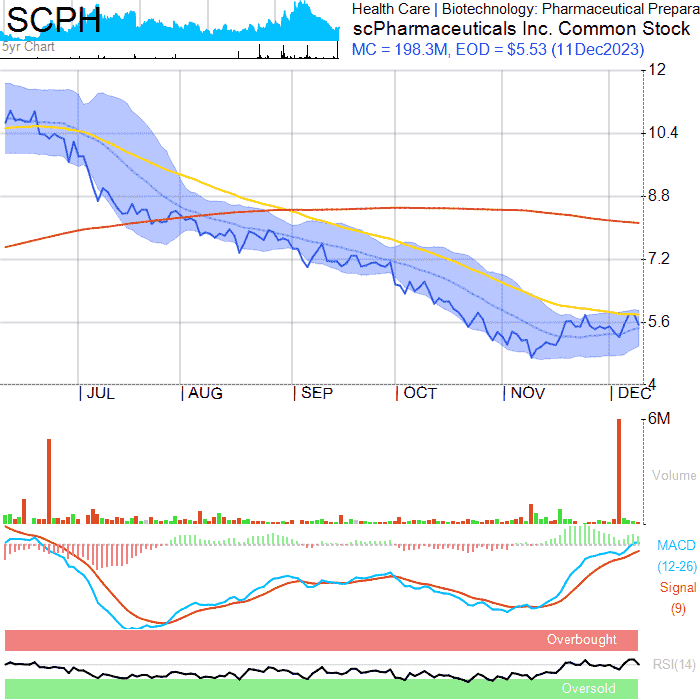 SCPH
5yr Chart
Health Care | Biotechnology: Pharmaceutical Prepara
scPharmaceuticals Inc. Common Stock
MC = 198.3M, EOD = $5.53 (11Dec2023)
12
10.4
8.8
7.2
5.6
4
JUL AUG SEP OCT NOV DEC
6M
Volume
MACD
(12-26)
Signal
(9)
Overbought
RSI(14)
Oversold